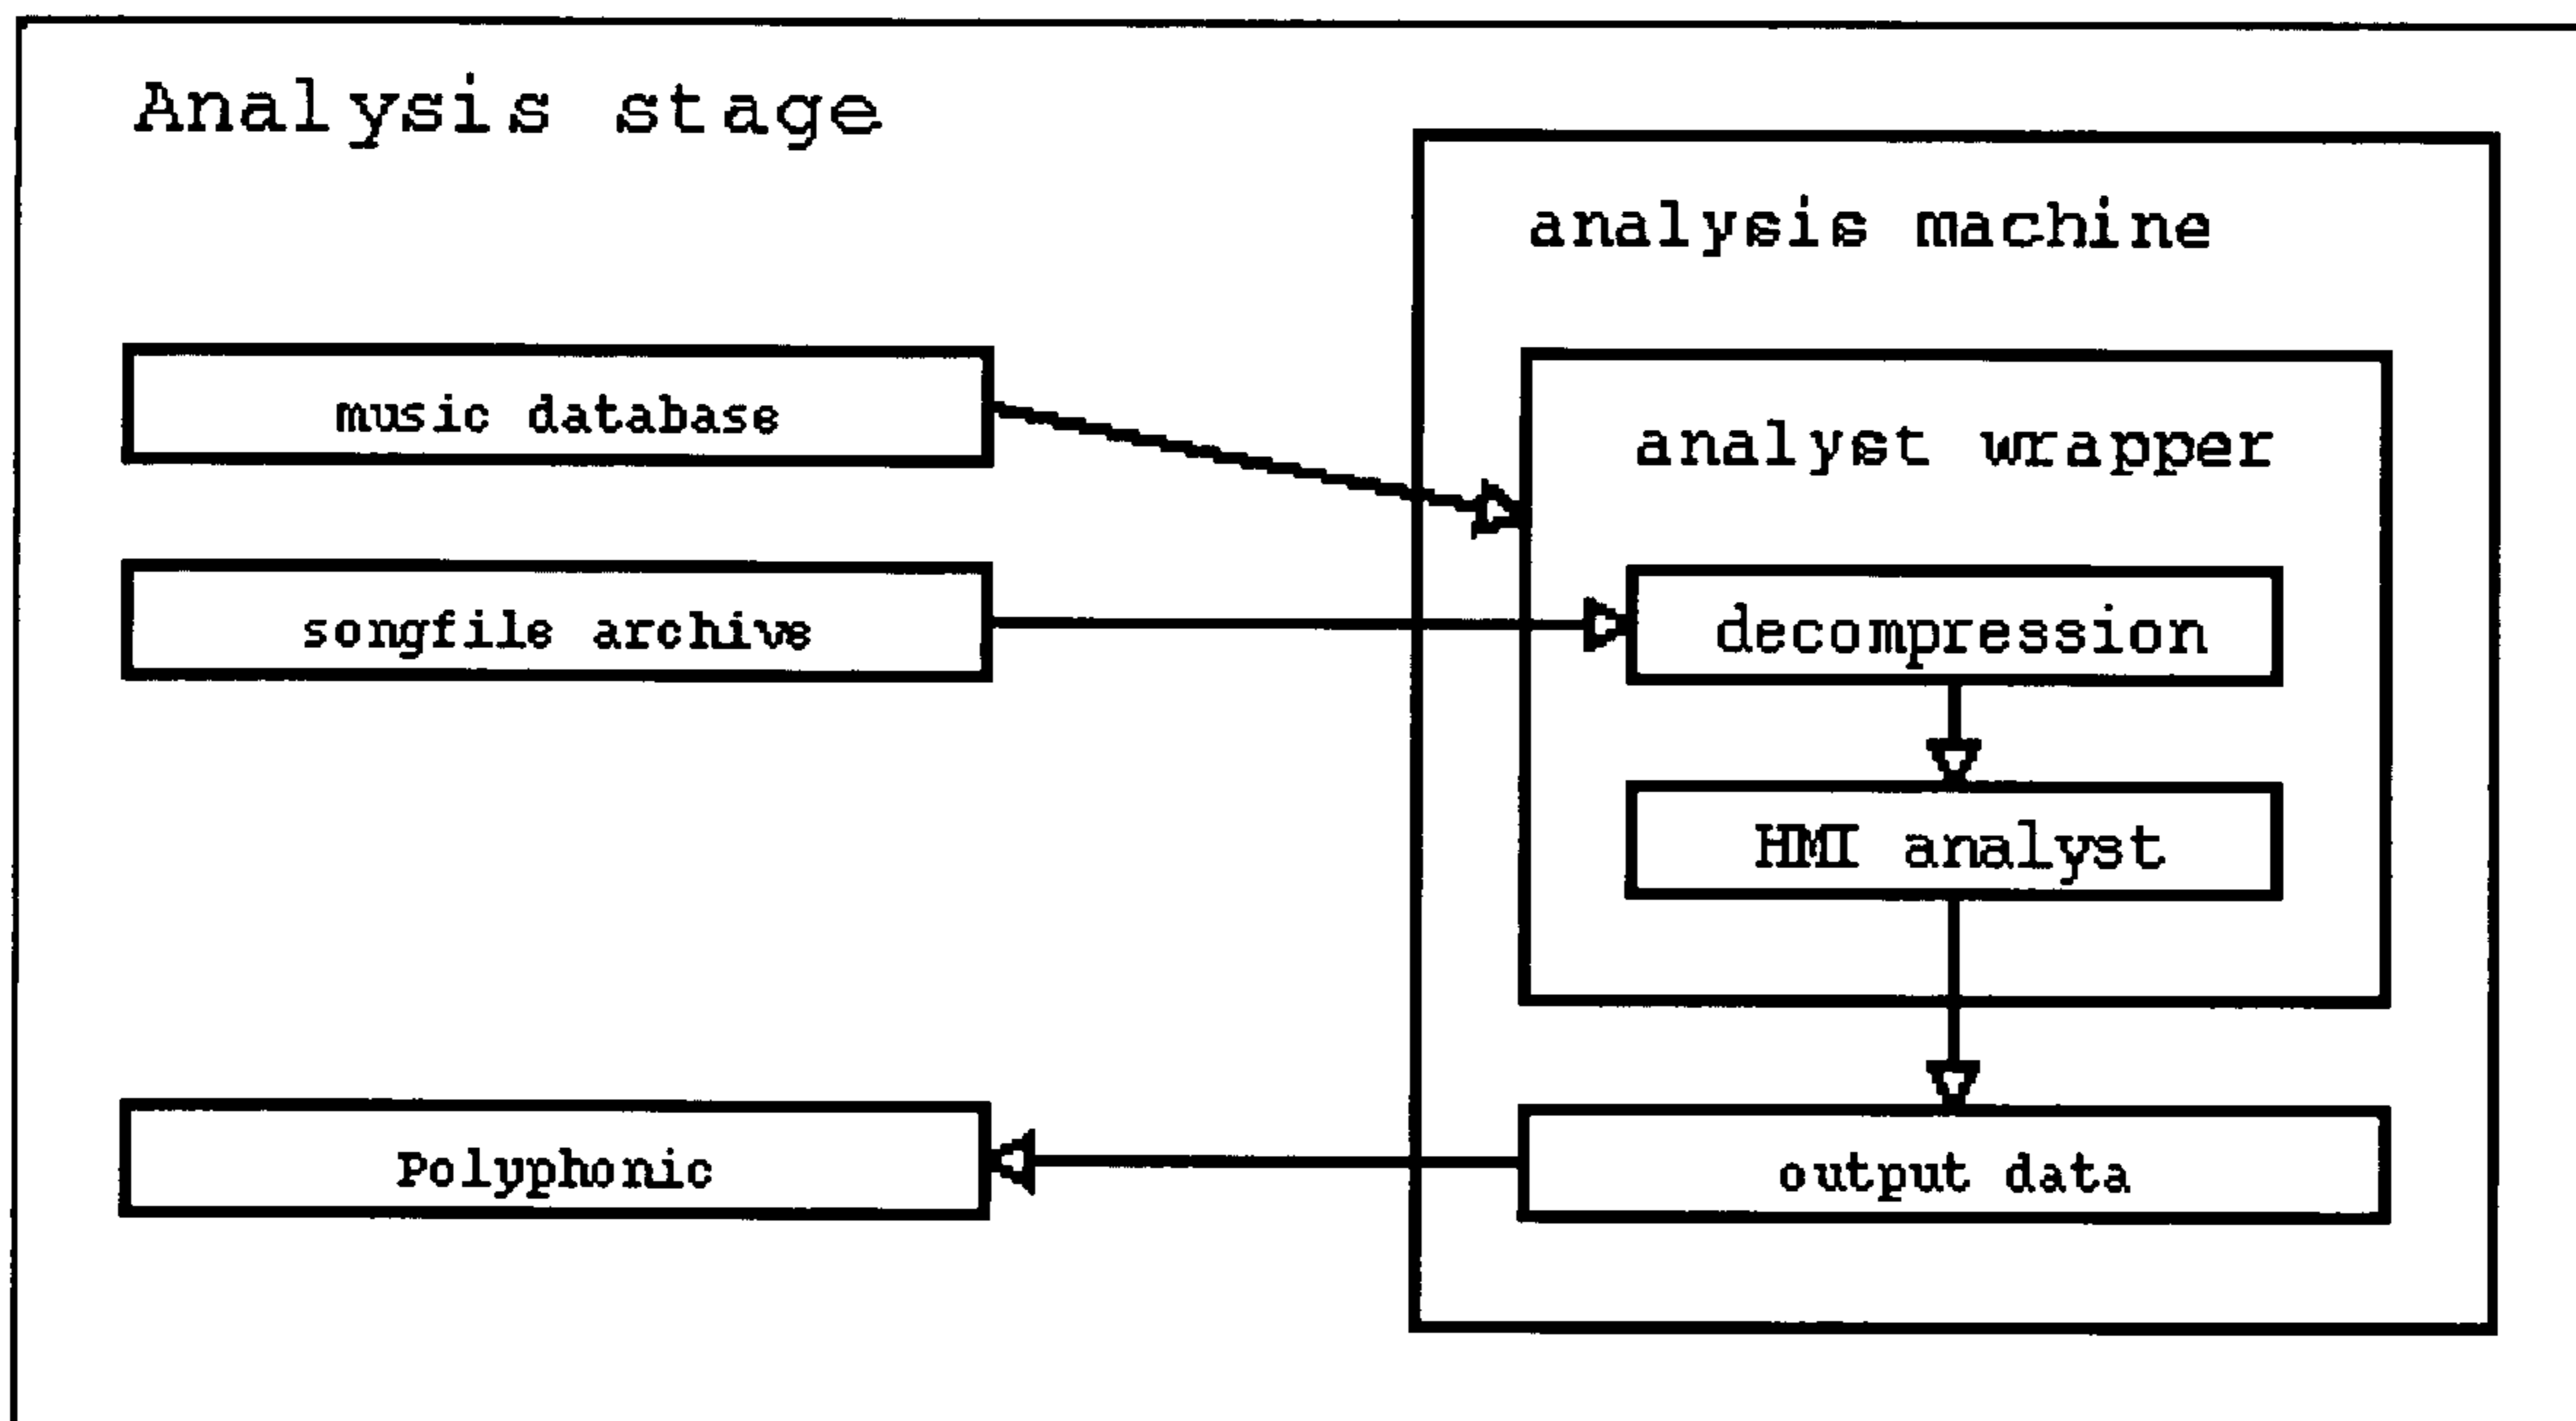 Analysis stage
analysis machine
music database
analyst wrapper
songfile archive
decompression
HMI analyst
Polyphonic
output data